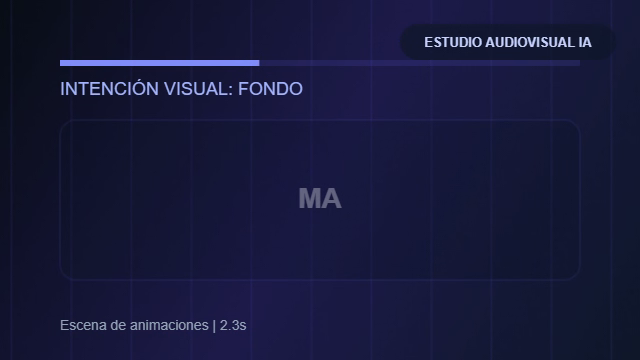 ESTUDIO AUDIOVISUAL IA
INTENCIÓN VISUAL: FONDO
MA
Escena de animaciones | 2.3s